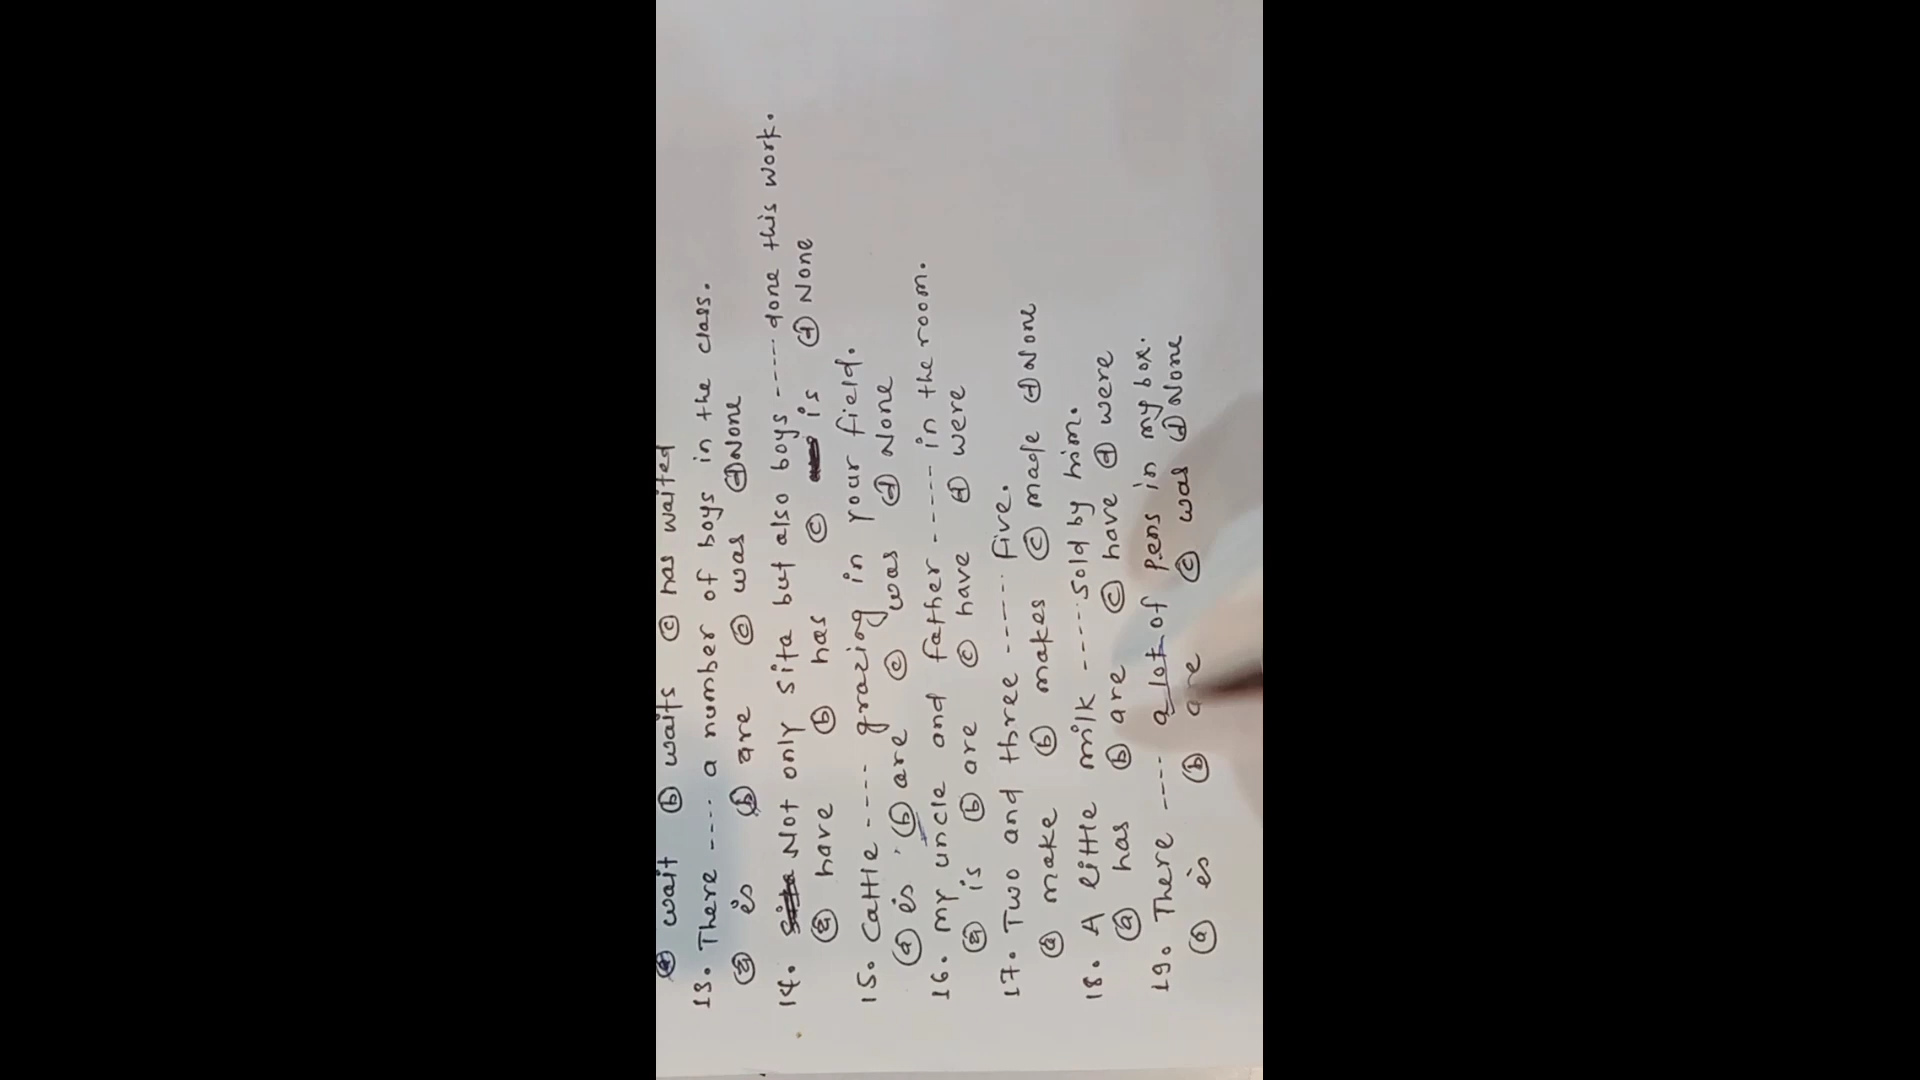 ⓐ wait ⓑ waits ⓒ has waited
13. There .... a number of boys in the class.
ⓐ is ⓑ are ⓒ was ⓓ None
14. Not only sita but also boys ----- done this work.
ⓐ have ⓑ has ⓒ is ⓓ None
15. Cattle ---- grazing in your field.
ⓐ is ⓑ are ⓒ was ⓓ None
16. my uncle and father ------ in the room.
ⓐ is ⓑ are ⓒ have ⓓ were
17. Two and three ------ five.
ⓐ make ⓑ makes ⓒ made ⓓ None
18. A little milk ----- sold by him.
ⓐ has ⓑ are ⓒ have ⓓ were
19. There ---- a lot of pens in my box.
ⓐ is ⓑ are ⓒ was ⓓ None